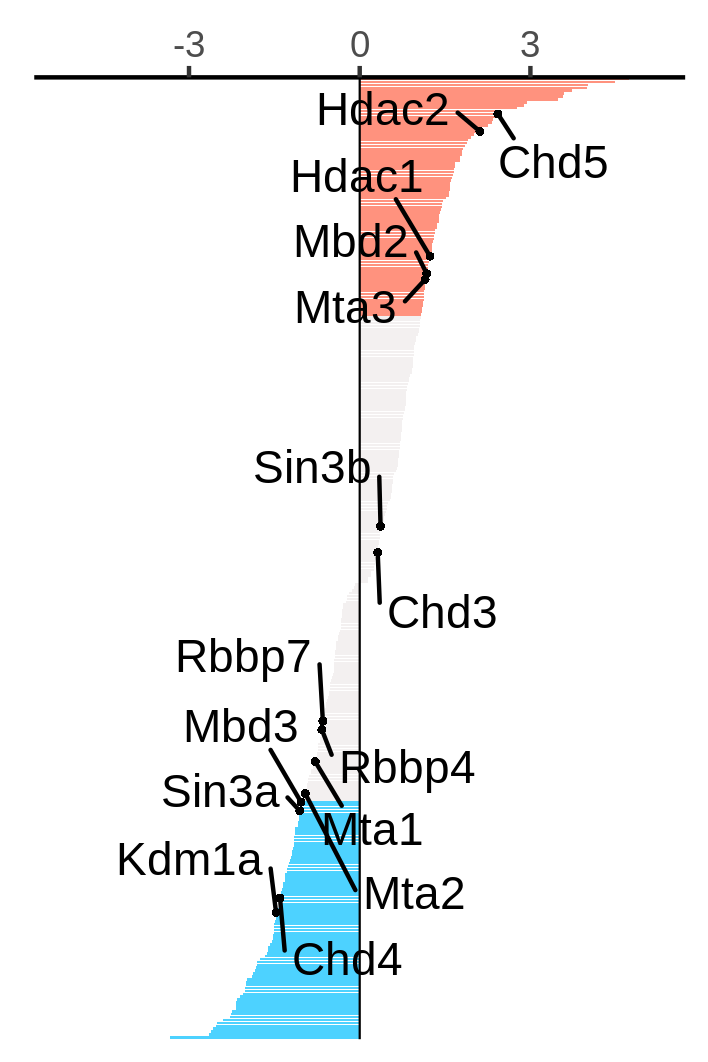 -3 0 3
Hdac2
Chd5
Hdac1
Mbd2
Mta3
Sin3b
Chd3
Rbbp7
Mbd3
Rbbp4
Sin3a
Mta1
Kdm1a
Mta2
Chd4